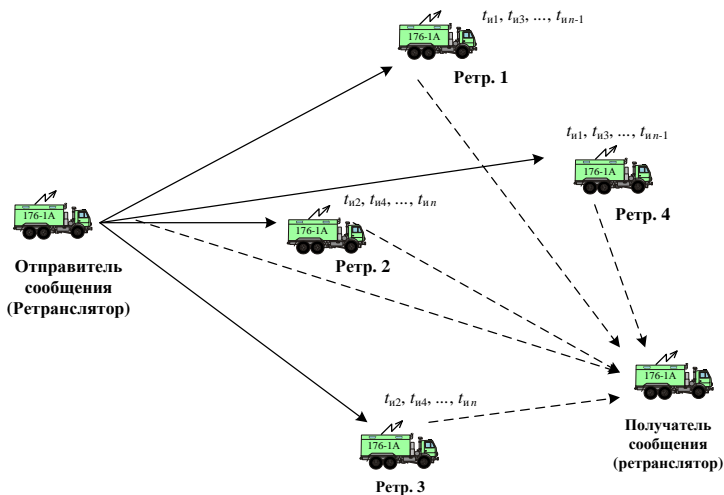 tи1, tи3, ..., tиn-1
176-1А
Ретр. 1
tи1, tи3, ..., tиn-1
176-1А
Ретр. 4
176-1А
tи2, tи4, ..., tиn
176-1А
Ретр. 2
Отправитель
сообщения
(Ретранслятор)
176-1А
tи2, tи4, ..., tиn
Получатель
сообщения
(ретранслятор)
176-1А
Ретр. 3